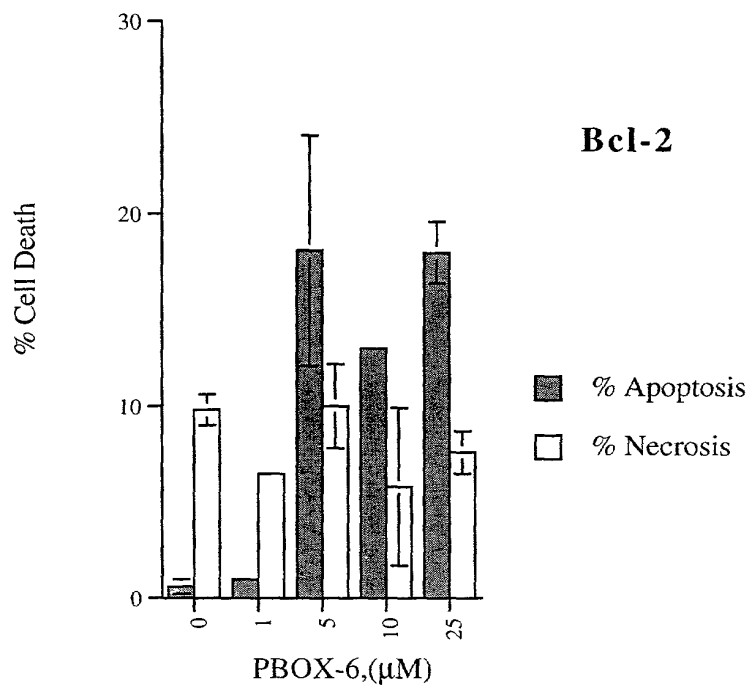 30
20
10
0
% Cell Death
Bcl-2
% Apoptosis
% Necrosis
0
1
5
10
25
PBOX-6,(μM)